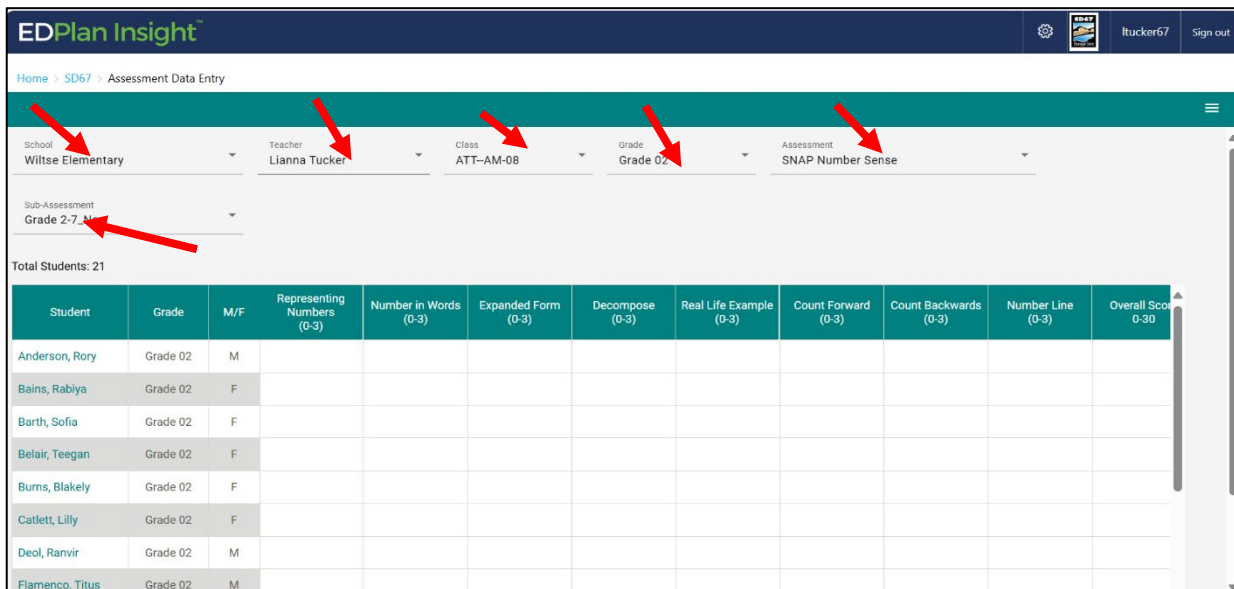 EDPlan Insight™
ltucker67
Sign out
Home > SD67 > Assessment Data Entry
School
Wiltse Elementary
Teacher
Lianna Tucker
Class
ATT--AM-08
Grade
Grade 02
Assessment
SNAP Number Sense
Sub-Assessment
Grade 2-7
Total Students: 21
Student Grade M/F Representing Numbers (0-3) Number in Words (0-3) Expanded Form (0-3) Decompose (0-3) Real Life Example (0-3) Count Forward (0-3) Count Backwards (0-3) Number Line (0-3) Overall Scor 0-30
Anderson, Rory Grade 02 M
Bains, Rabiya Grade 02 F
Barth, Sofia Grade 02 F
Belair, Teegan Grade 02 F
Burns, Blakely Grade 02 F
Catlett, Lilly Grade 02 F
Deol, Ranvir Grade 02 M
Flamenco, Titus Grade 02 M